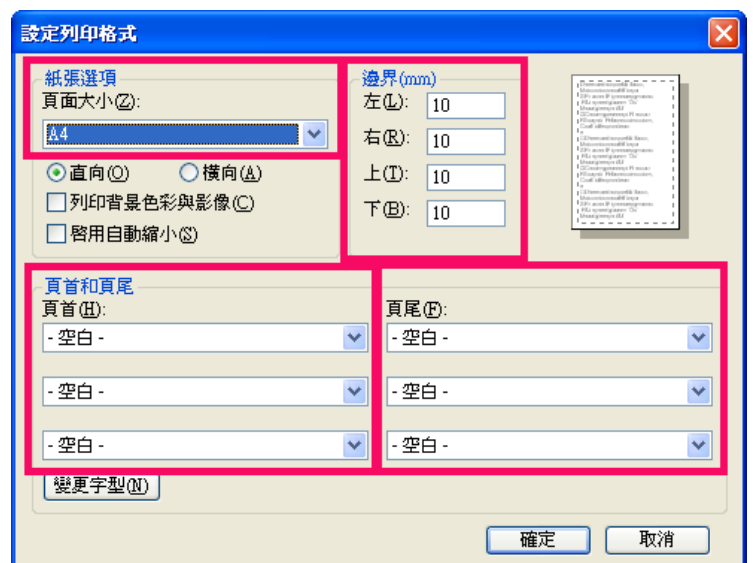 設定列印格式
紙張選項
頁面大小(Z):
A4
直向(O) 橫向(A)
列印背景色彩與影像(C)
啓用自動縮小(S)
邊界(mm)
左(L): 10
右(R): 10
上(T): 10
下(B): 10
頁首和頁尾
頁首(H): 頁尾(F):
- 空白 - - 空白 -
- 空白 - - 空白 -
- 空白 - - 空白 -
變更字型(N)
確定 取消